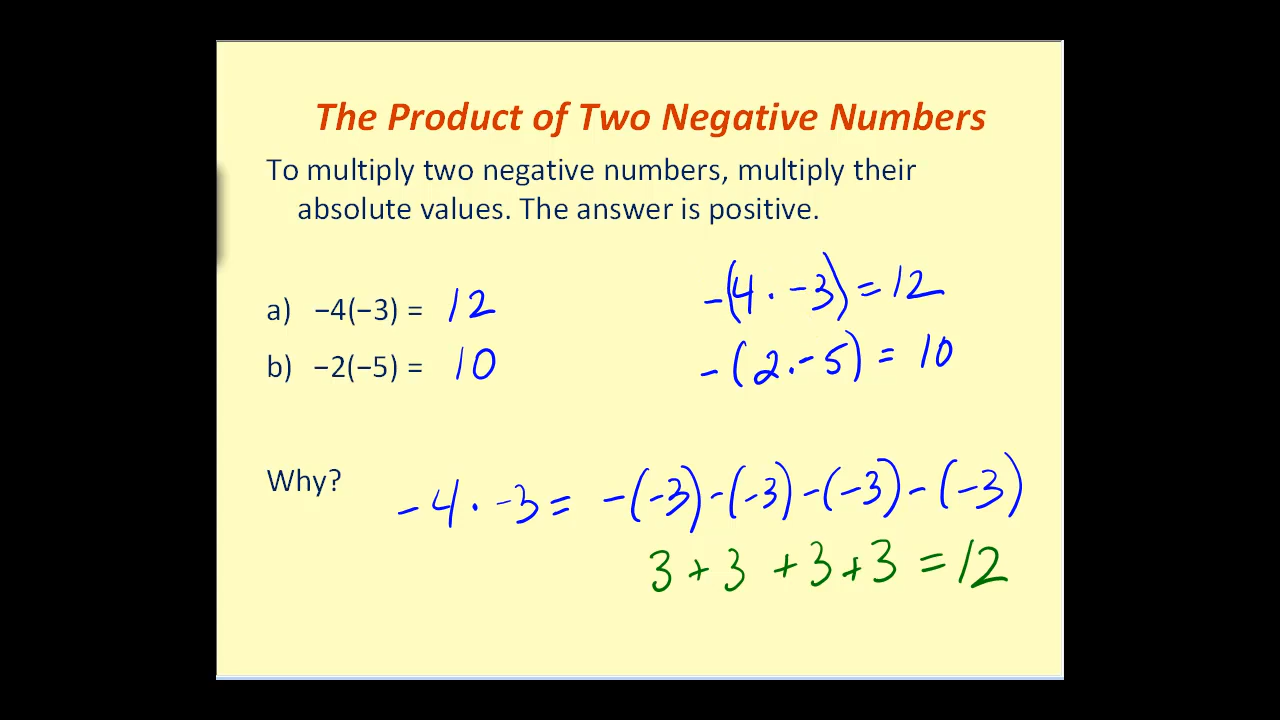 The Product of Two Negative Numbers
To multiply two negative numbers, multiply their
absolute values. The answer is positive.
a) −4(−3) = 12
-(4 · -3) = 12
b) −2(−5) = 10
-(2 · -5) = 10
Why?
-4 · -3 = -(-3) -(-3) -(-3) -(-3)
3 + 3 + 3 + 3 = 12